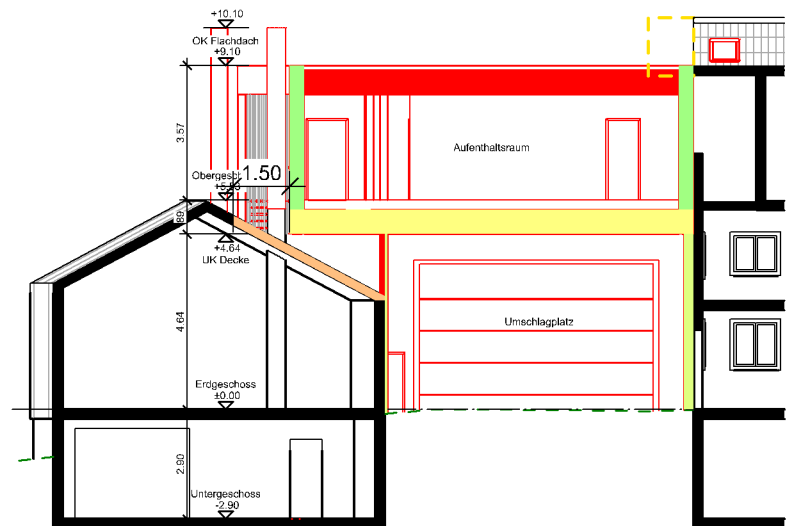 +10.10
OK Flachdach
+9.10
3.57
Aufenthaltsraum
1.50
.89
+4.64
UK Decke
4.64
Umschlagplatz
Erdgeschoss
±0.00
2.90
Untergeschoss
-2.90